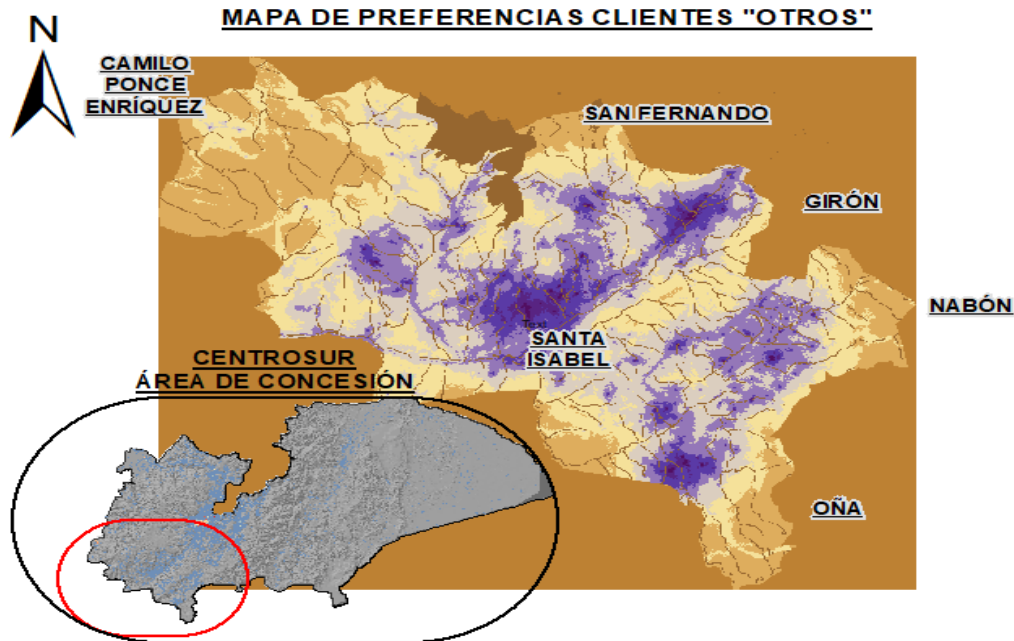 MAPA DE PREFERENCIAS CLIENTES "OTROS"
N
CAMILO
PONCE
ENRÍQUEZ
SAN FERNANDO
GIRÓN
NABÓN
SANTA
ISABEL
CENTROSUR
ÁREA DE CONCESIÓN
OÑA